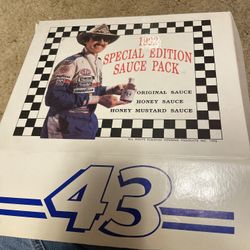 1992
SPECIAL EDITION
SAUCE PACK
ORIGINAL SAUCE
HONEY SAUCE
HONEY MUSTARD SAUCE
43